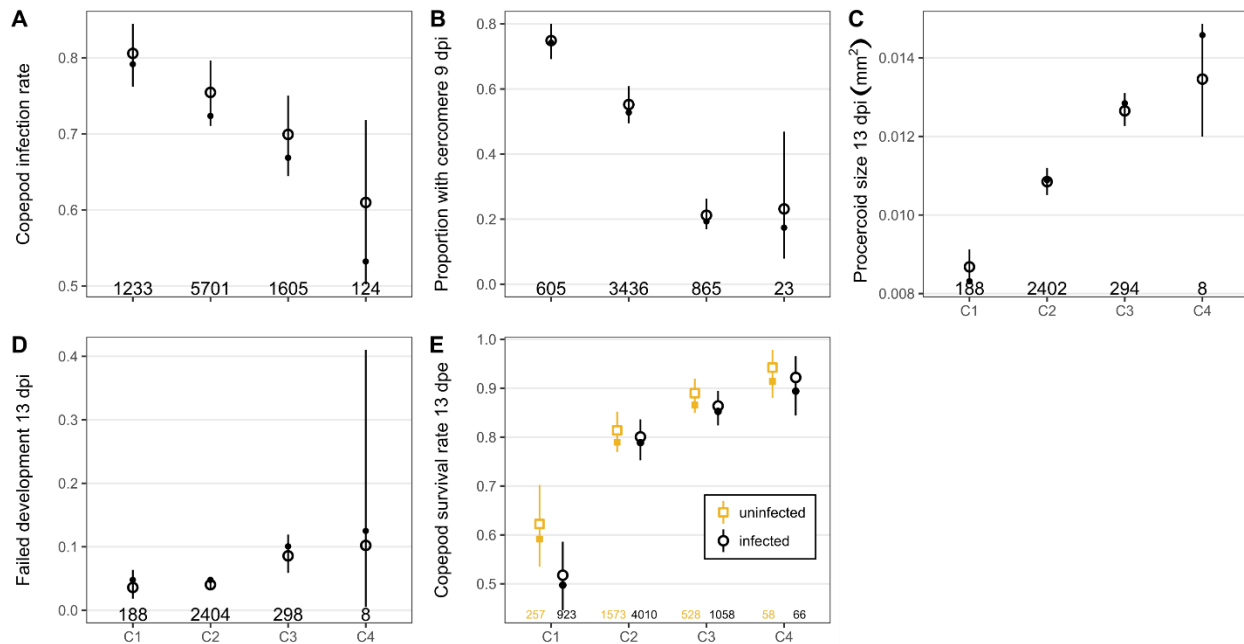 A
Copepod infection rate
0.8
0.7
0.6
0.5
1233 5701 1605 124
B
Proportion with cercomere 9 dpi
0.8
0.6
0.4
0.2
0.0
605 3436 865 23
C
Procercoid size 13 dpi (mm²)
0.014
0.012
0.010
0.008
188 2402 294 8
C1 C2 C3 C4
D
Failed development 13 dpi
0.4
0.3
0.2
0.1
0.0
188 2404 298 8
C1 C2 C3 C4
E
Copepod survival rate 13 dpe
1.0
0.9
0.8
0.7
0.6
0.5
uninfected
infected
257 923 1573 4010 528 1058 58 66
C1 C2 C3 C4